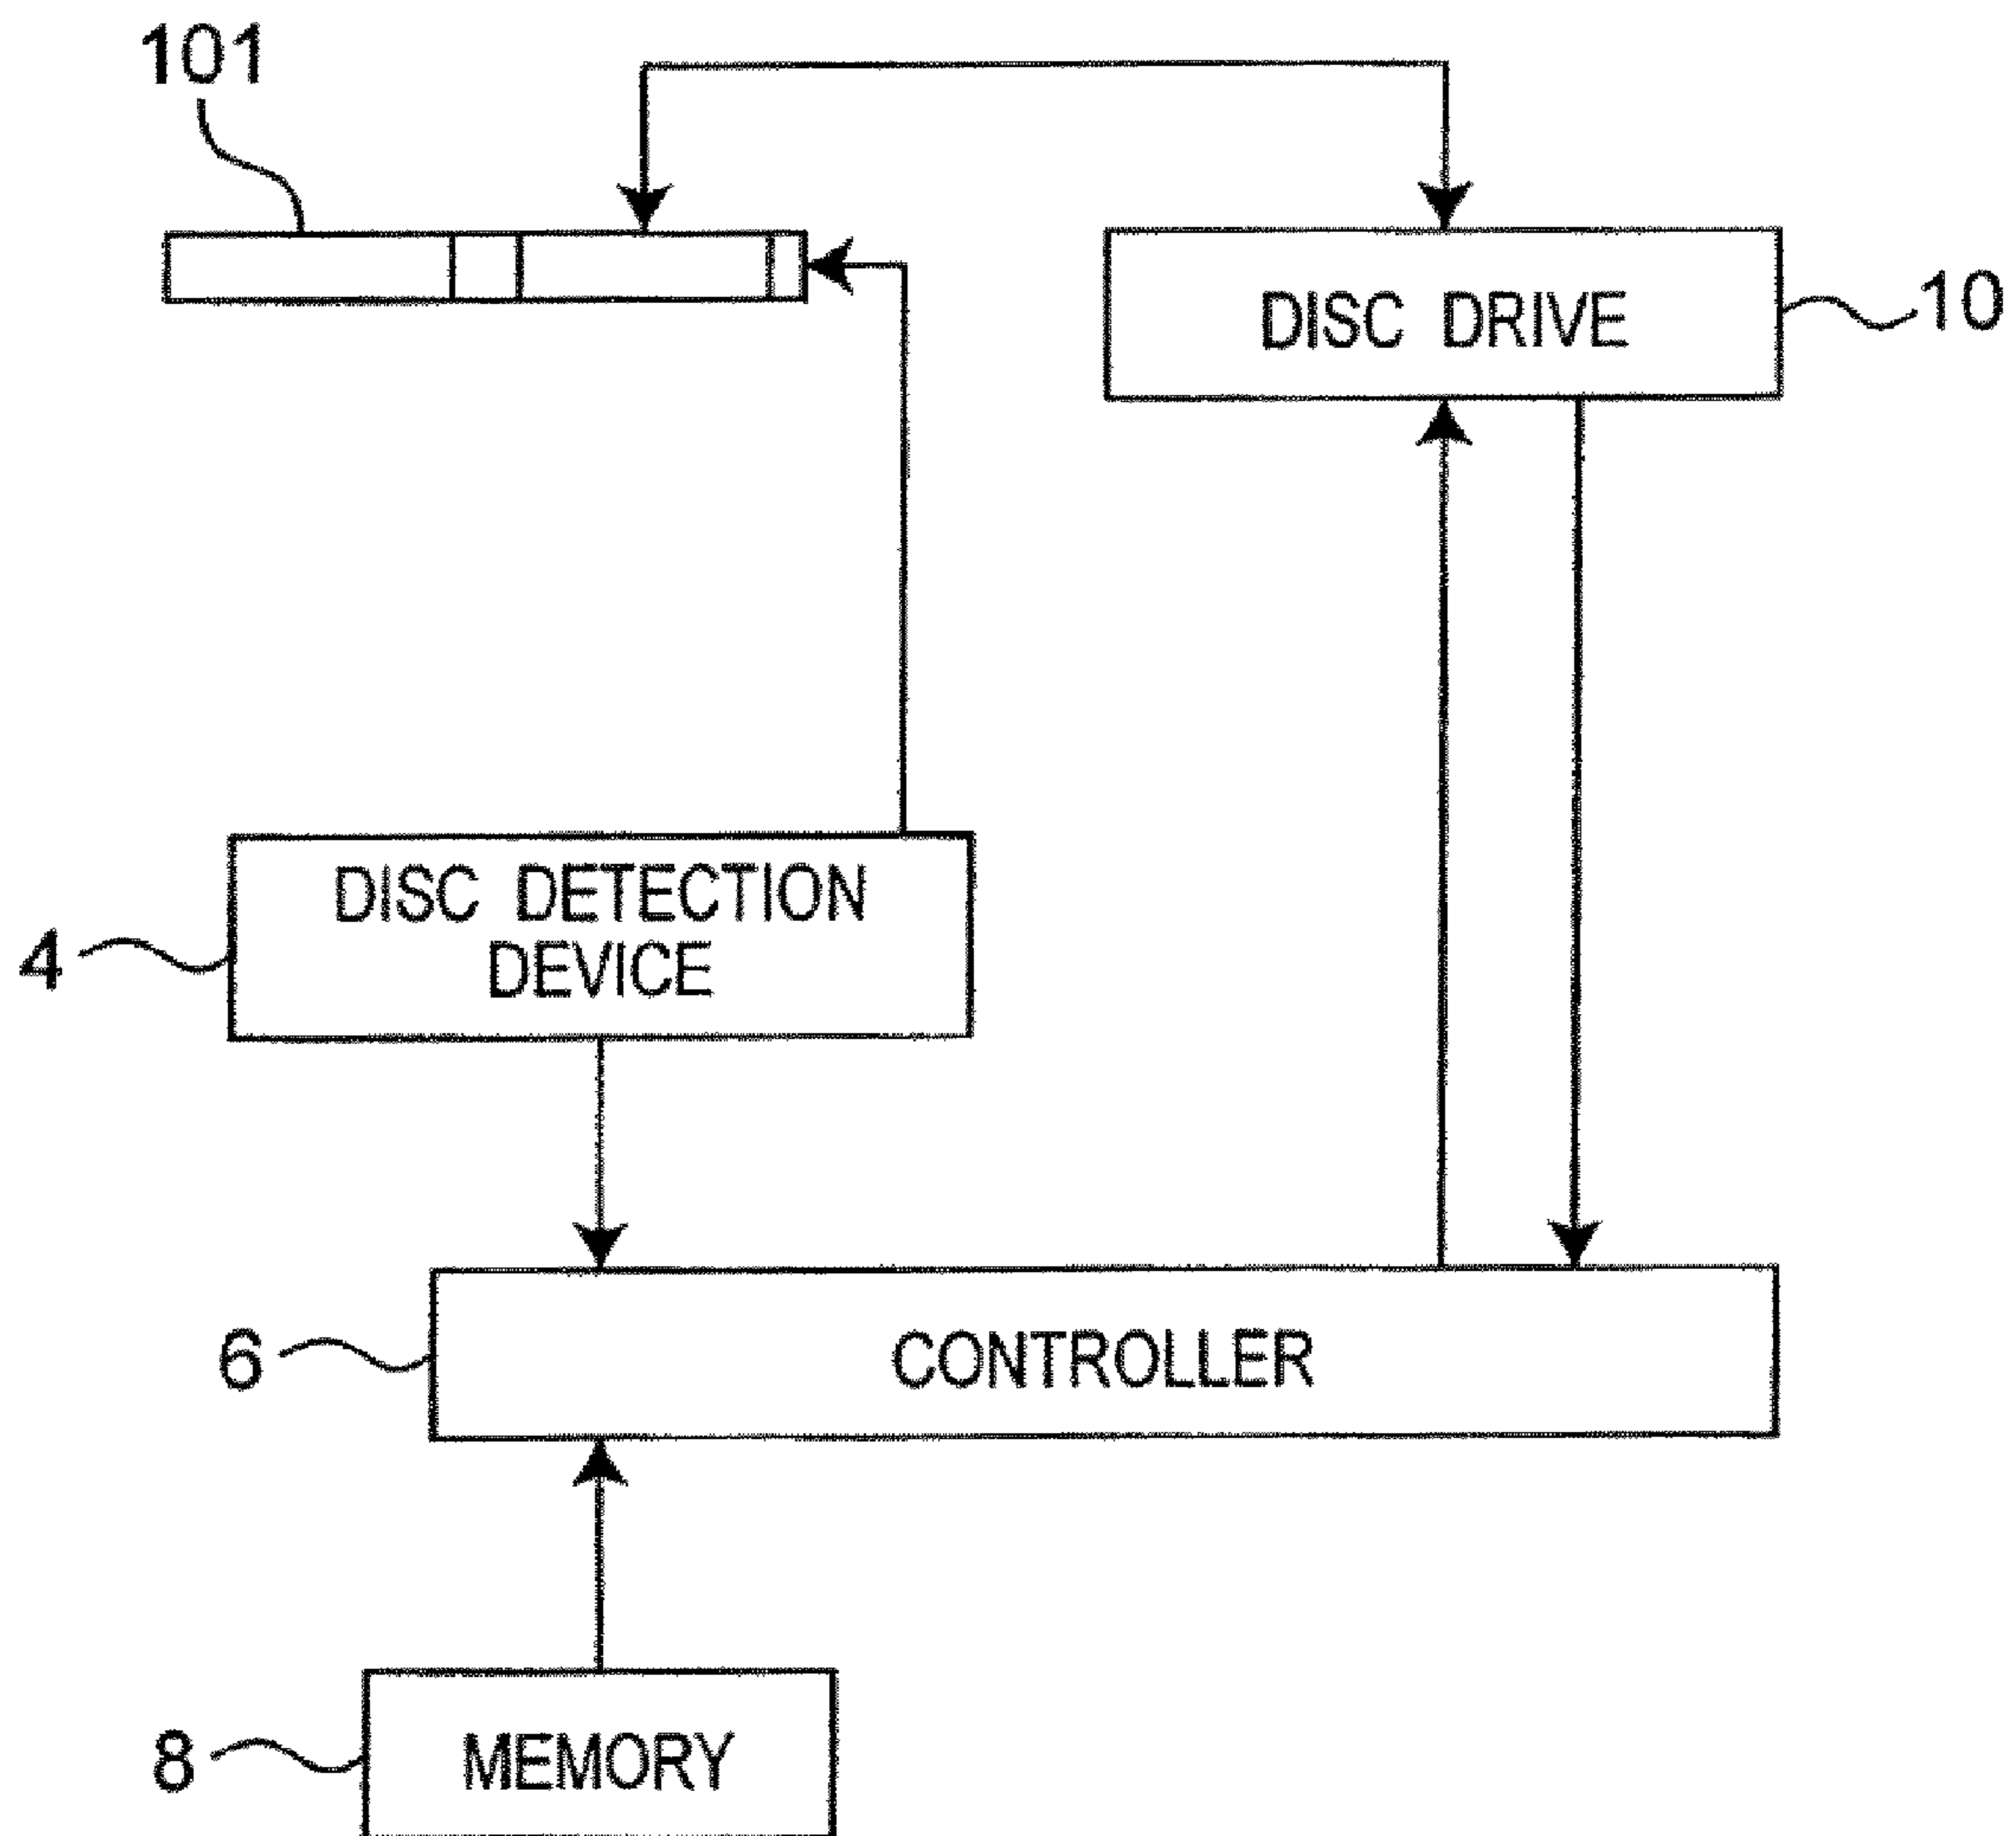 101
DISC DRIVE
10
DISC DETECTION
DEVICE
4
6
CONTROLLER
8
MEMORY